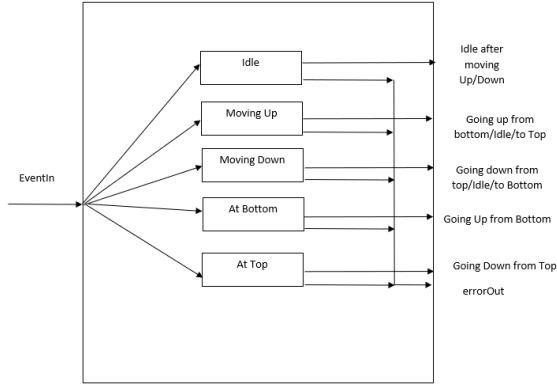 Idle after
moving
Up/Down
Idle
Moving Up
Going up from
bottom/Idle/to Top
Moving Down
Going down from
top/Idle/to Bottom
EventIn
At Bottom
Going Up from Bottom
At Top
Going Down from Top
errorOut